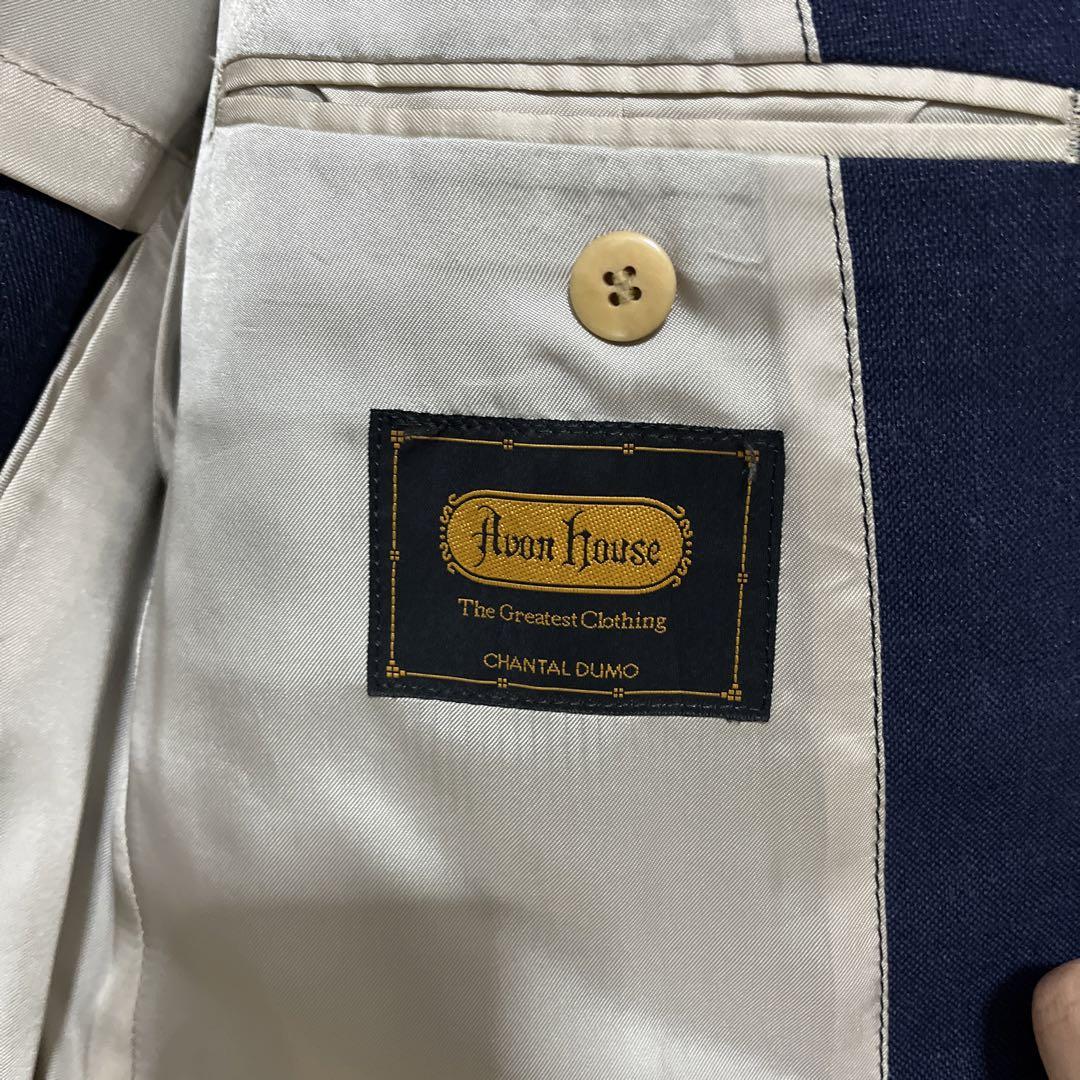 Avon house
The Greatest Clothing
CHANTAL DUMO